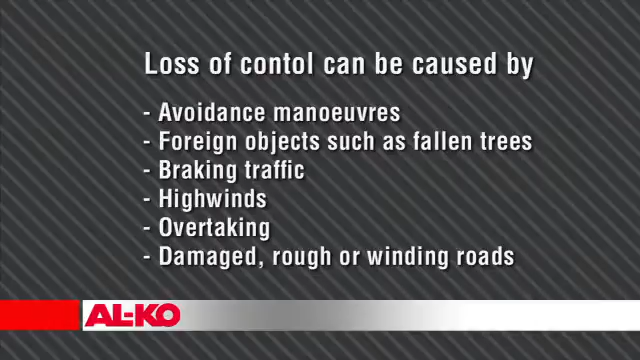 Loss of contol can be caused by
- Avoidance manoeuvres
- Foreign objects such as fallen trees
- Braking traffic
- Highwinds
- Overtaking
- Damaged, rough or winding roads
AL-KO